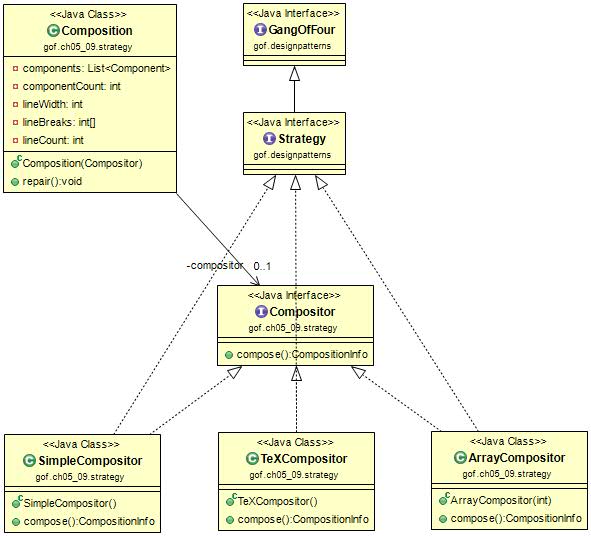 <<Java Class>>
Composition
gof.ch05_09.strategy
components: List<Component>
componentCount: int
lineWidth: int
lineBreaks: int[]
lineCount: int
Composition(Compositor)
repair():void
<<Java Interface>>
GangOfFour
gof.designpatterns
<<Java Interface>>
Strategy
gof.designpatterns
-compositor 0..1
<<Java Interface>>
Compositor
gof.ch05_09.strategy
compose():CompositionInfo
<<Java Class>>
SimpleCompositor
gof.ch05_09.strategy
SimpleCompositor()
compose():CompositionInfo
<<Java Class>>
TeXCompositor
gof.ch05_09.strategy
TeXCompositor()
compose():CompositionInfo
<<Java Class>>
ArrayCompositor
gof.ch05_09.strategy
ArrayCompositor(int)
compose():CompositionInfo